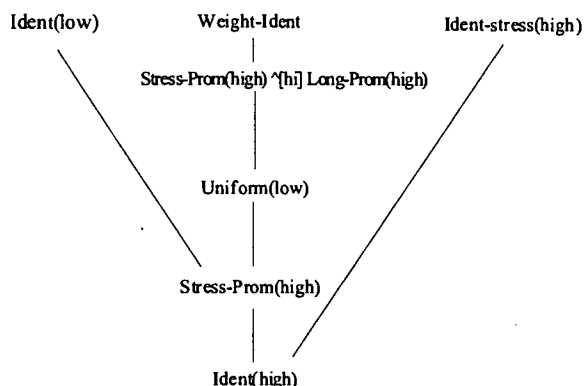 Ident(low) Weight-Ident Ident-stress(high)
Stress-Prom(high) ^[hi] Long-Prom(high)
Uniform(low)
Stress-Prom(high)
Ident(high)